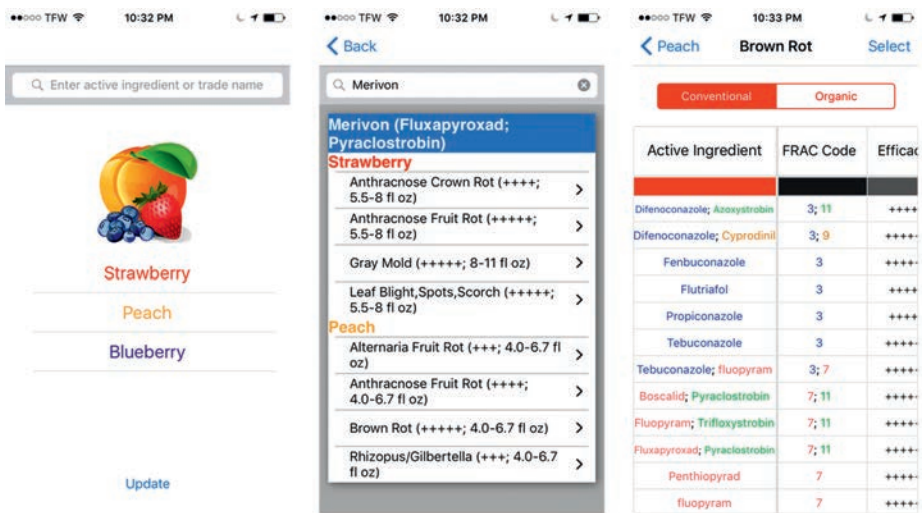 TFW 10:32 PM
Enter active ingredient or trade name
Strawberry
Peach
Blueberry
Update
TFW 10:32 PM
Back
Merivon
Merivon (Fluxapyroxad;
Pyraclostrobin)
Strawberry
Anthracnose Crown Rot (++++;
5.5-8 fl oz)
Anthracnose Fruit Rot (+++++;
5.5-8 fl oz)
Gray Mold (+++++; 8-11 fl oz)
Leaf Blight,Spots,Scorch (+++++;
5.5-8 fl oz)
Peach
Alternaria Fruit Rot (+++; 4.0-6.7 fl
oz)
Anthracnose Fruit Rot (++++;
4.0-6.7 fl oz)
Brown Rot (+++++; 4.0-6.7 fl oz)
Rhizopus/Gilbertella (+++; 4.0-6.7
fl oz)
TFW 10:33 PM
Peach Brown Rot Select
Conventional Organic
Active Ingredient FRAC Code Efficac
Difenoconazole; Azoxystrobin 3; 11 ++++
Difenoconazole; Cyprodinil 3; 9 ++++
Fenbuconazole 3 ++++
Flutriafol 3 ++++
Propiconazole 3 ++++
Tebuconazole 3 ++++
Tebuconazole; fluopyram 3; 7 ++++
Boscalid; Pyraclostrobin 7; 11 ++++
Fluopyram; Trifloxystrobin 7; 11 ++++
Fluxapyroxad; Pyraclostrobin 7; 11 ++++
Penthiopyrad 7 ++++
fluopyram 7 ++++